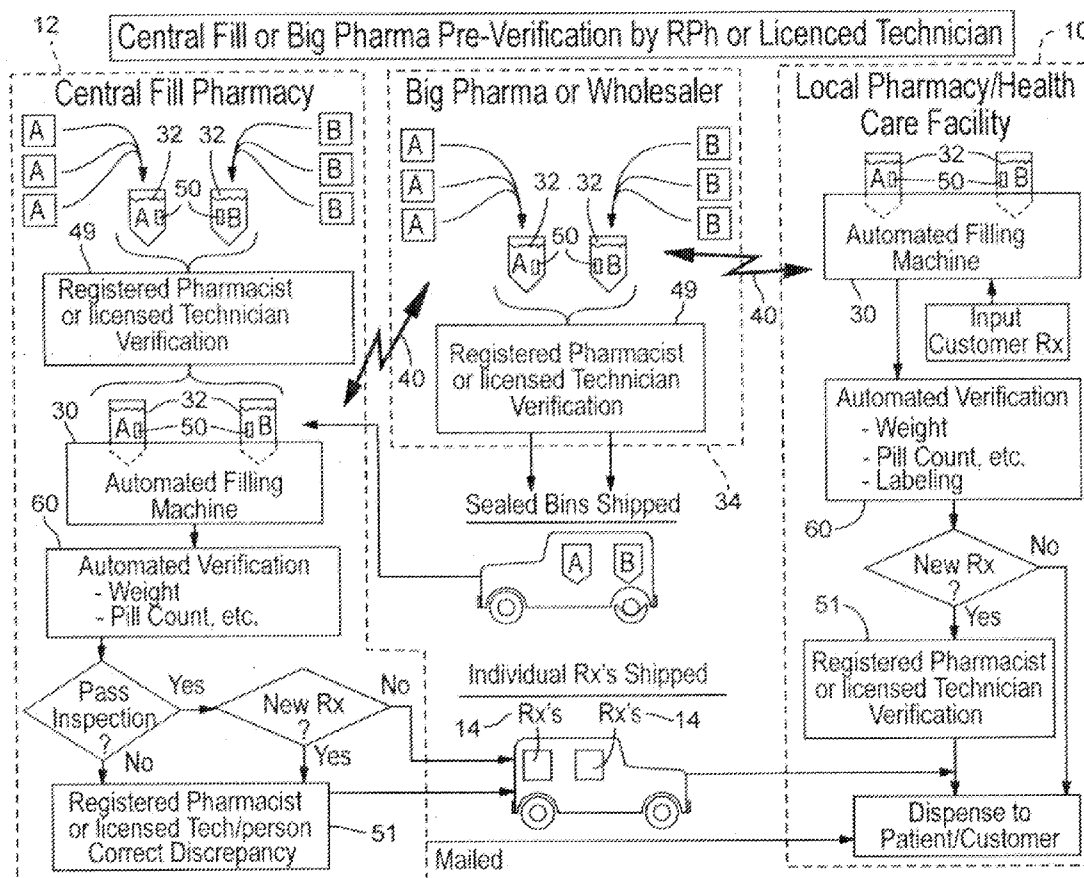 Central Fill or Big Pharma Pre-Verification by RPh or Licenced Technician
12
10
Central Fill Pharmacy
A
A
A
32
32
B
B
B
A
50
B
49
Registered Pharmacist
or licensed Technician
Verification
30
32
A
50
B
Automated Filling
Machine
60
Automated Verification
- Weight
- Pill Count, etc.
Pass
Inspection
?
Yes
No
New Rx
?
No
Yes
Registered Pharmacist
or licensed Tech/person
Correct Discrepancy
51
Big Pharma or Wholesaler
A
A
A
32
32
B
B
B
A
50
B
49
Registered Pharmacist
or licensed Technician
Verification
40
40
34
Sealed Bins Shipped
A
B
Individual Rx's Shipped
14
Rx's
Rx's
14
Mailed
Local Pharmacy/Health
Care Facility
32
A
50
B
Automated Filling
Machine
30
Input
Customer Rx
Automated Verification
- Weight
- Pill Count, etc.
- Labeling
60
New Rx
?
No
Yes
51
Registered Pharmacist
or licensed Technician
Verification
Dispense to
Patient/Customer